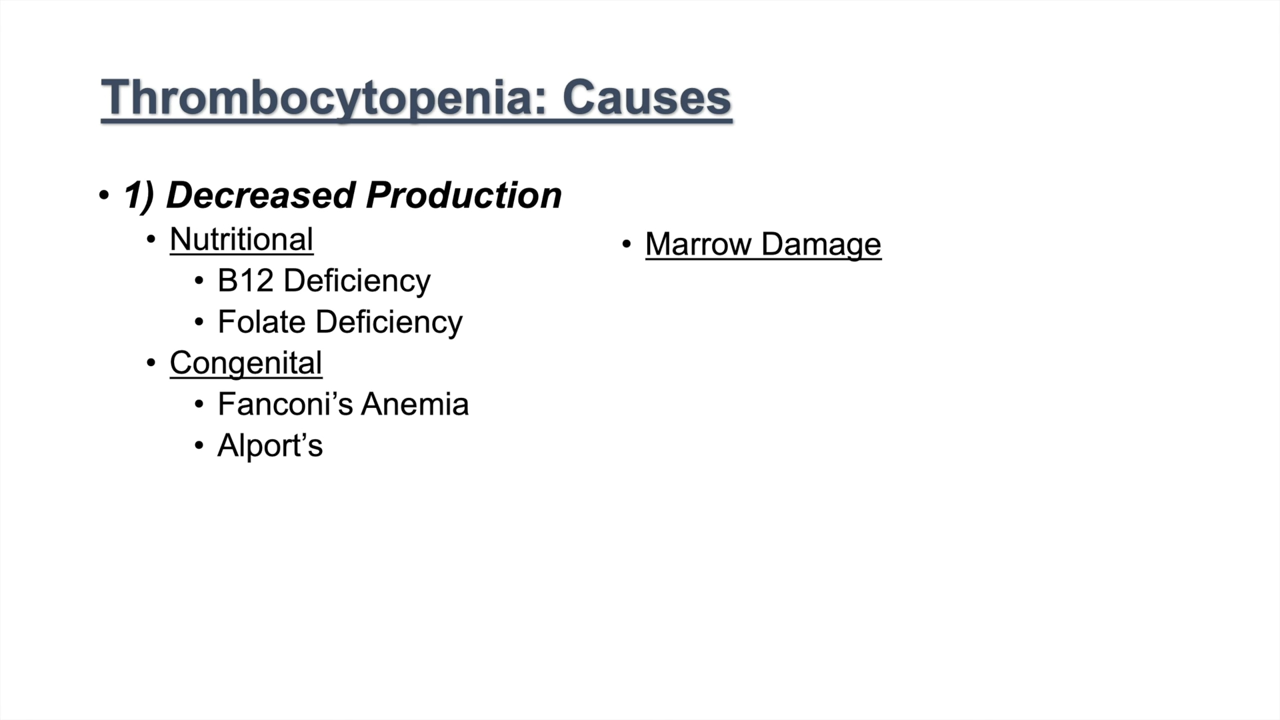 Thrombocytopenia: Causes
• 1) Decreased Production
• Nutritional
• B12 Deficiency
• Folate Deficiency
• Congenital
• Fanconi’s Anemia
• Alport’s
• Marrow Damage